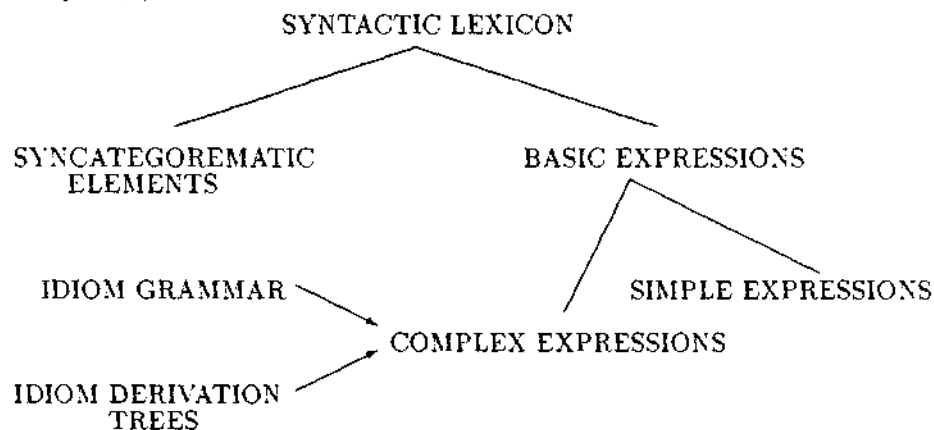 SYNTACTIC LEXICON
SYNCATEGOREMATIC
ELEMENTS
BASIC EXPRESSIONS
IDIOM GRAMMAR
SIMPLE EXPRESSIONS
COMPLEX EXPRESSIONS
IDIOM DERIVATION
TREES